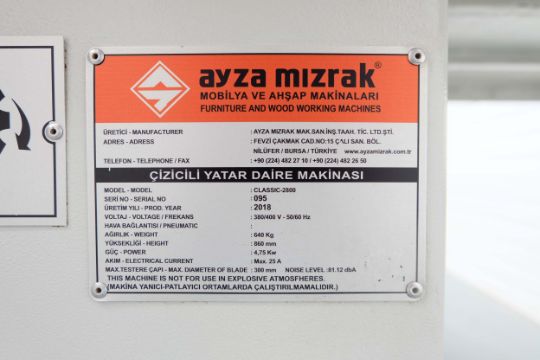 ayza mızrak®
MOBİLYA VE AHŞAP MAKİNALARI
FURNITURE AND WOOD WORKING MACHINES
ÜRETİCİ - MANUFACTURER : AYZA MIZRAK MAK.SAN.İNŞ.TAAH. TİC. LTD.ŞTİ.
ADRES - ADRESS : FEVZİ ÇAKMAK CAD.NO:15 ÇALI SAN. BÖL.
NİLÜFER / BURSA / TÜRKİYE www.ayzamizrak.com.tr
TELEFON - TELEPHONE / FAX : +90 (224) 482 27 10 / +90 (224) 482 26 50
ÇİZİCİLİ YATAR DAİRE MAKİNASI
MODEL - MODEL : CLASSIC-2800
SERI NO - SERIAL NO : 095
ÜRETİM YILI - PROD. YEAR : 2018
VOLTAJ - VOLTAGE / FREKANS : 380/400 V - 50/60 Hz
HAVA BAĞLANTISI / PNEUMATIC :
AĞIRLIK - WEIGHT : 640 Kg
YÜKSEKLİĞİ - HEIGHT : 860 mm
GÜÇ - POWER : 4,75 Kw
AKIM - ELECTRICAL CURRENT : Max. 25 A
MAX.TESTERE ÇAPI - MAX. DIAMETER OF BLADE : 300 mm NOISE LEVEL :81.12 dbA
THIS MACHINE IS NOT FOR USE IN EXPLOSIVE ATMOSFHERES.
(MAKİNA YANICI-PATLAYICI ORTAMLARDA ÇALIŞTIRILMAMALIDIR.)